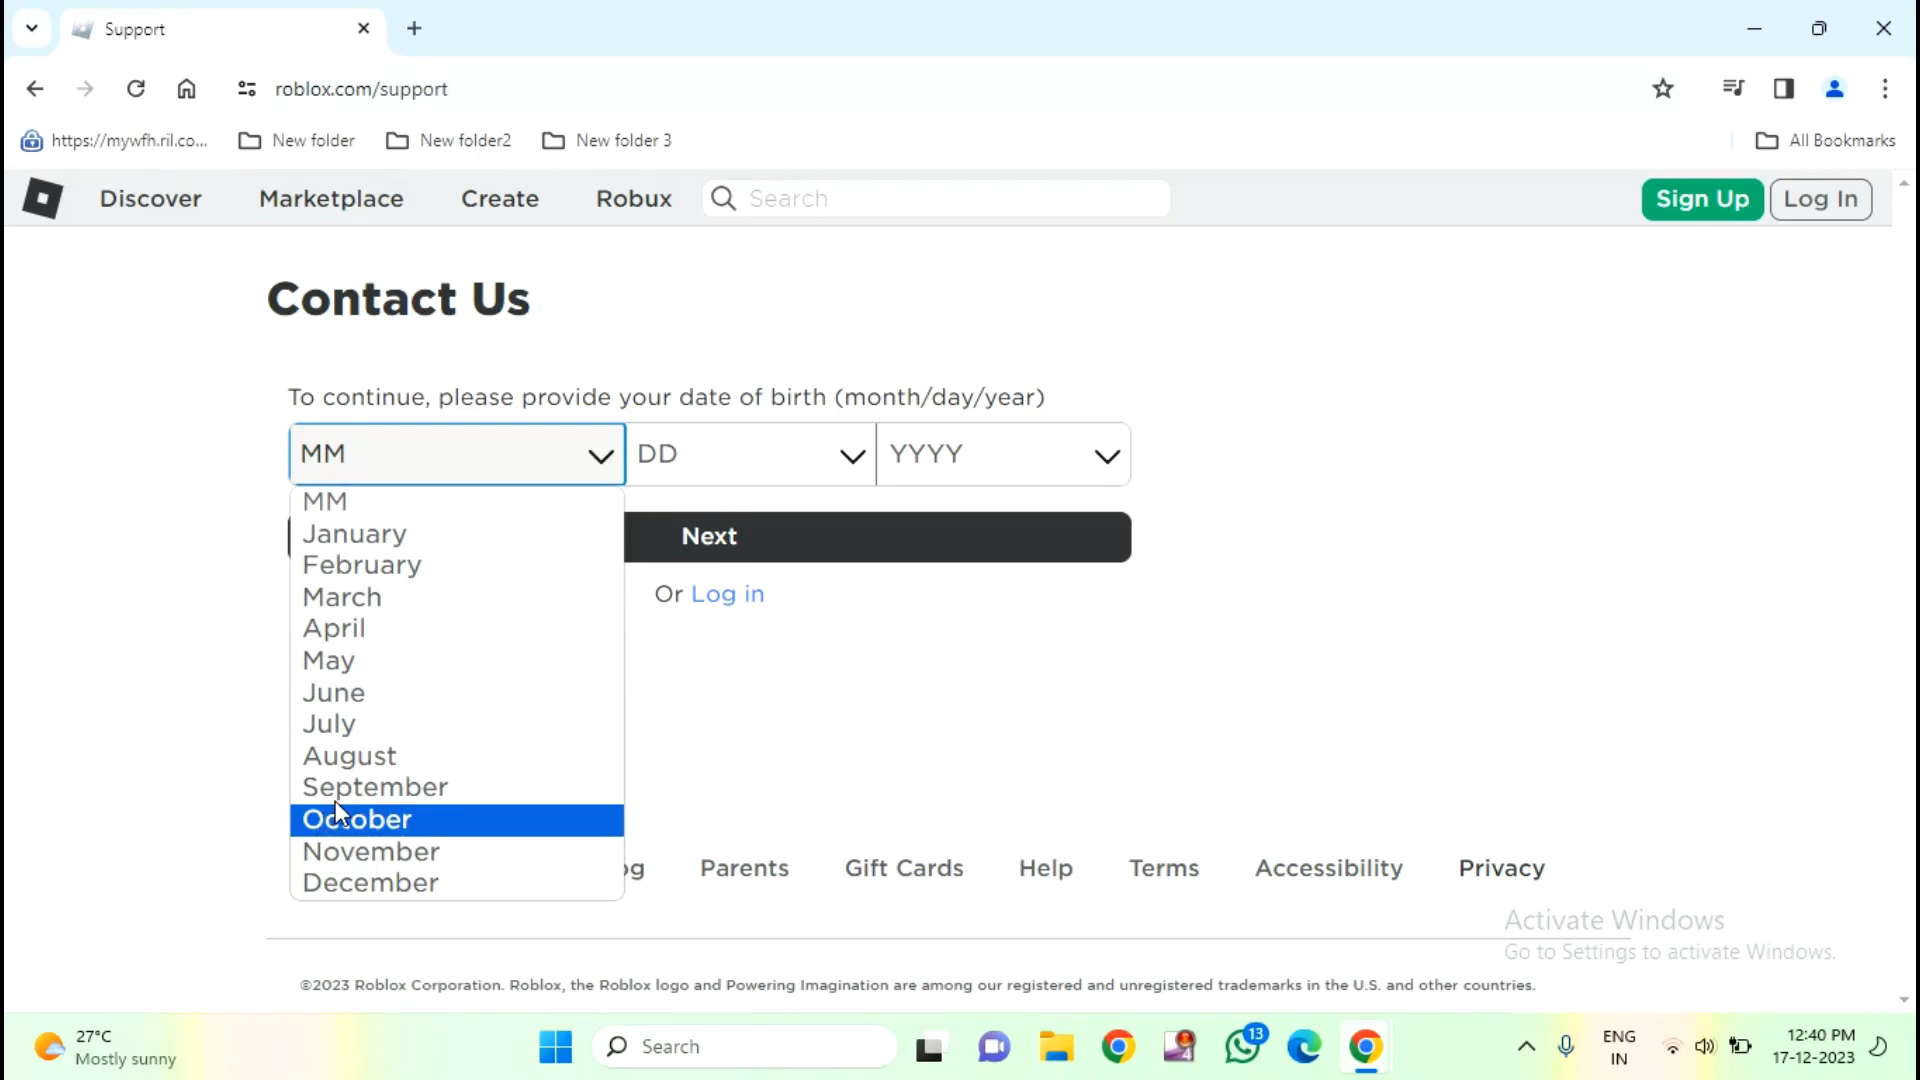 Support
roblox.com/support
https://mywfh.ril.co...
New folder
New folder2
New folder 3
All Bookmarks
Discover
Marketplace
Create
Robux
Search
Sign Up
Log In
Contact Us
To continue, please provide your date of birth (month/day/year)
MM
DD
YYYY
MM
January
February
March
April
May
June
July
August
September
October
November
December
Next
Or Log in
Parents
Gift Cards
Help
Terms
Accessibility
Privacy
Activate Windows
Go to Settings to activate Windows.
©2023 Roblox Corporation. Roblox, the Roblox logo and Powering Imagination are among our registered and unregistered trademarks in the U.S. and other countries.
27°C
Mostly sunny
Search
4
13
ENG
IN
12:40 PM
17-12-2023